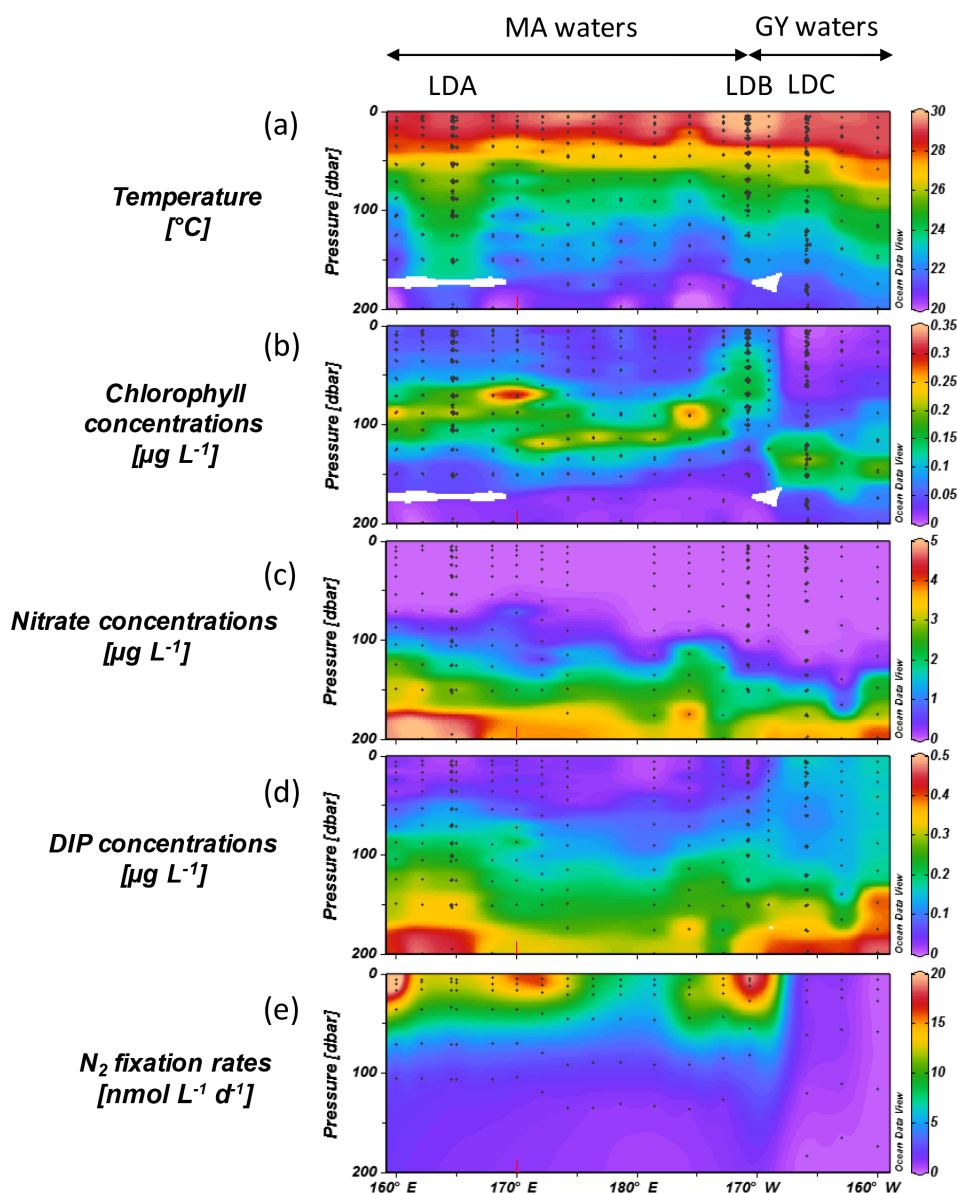 MA waters
GY waters
LDA
LDB
LDC
(a)
Temperature
[°C]
Pressure [dbar]
0
100
200
Ocean Data View
30
28
26
24
22
20
(b)
Chlorophyll
concentrations
[µg L-1]
Pressure [dbar]
0
100
200
Ocean Data View
0.35
0.3
0.25
0.2
0.15
0.1
0.05
0
(c)
Nitrate concentrations
[µg L-1]
Pressure [dbar]
0
100
200
Ocean Data View
5
4
3
2
1
0
(d)
DIP concentrations
[µg L-1]
Pressure [dbar]
0
100
200
Ocean Data View
0.5
0.4
0.3
0.2
0.1
0
(e)
N2 fixation rates
[nmol L-1 d-1]
Pressure [dbar]
0
100
200
Ocean Data View
20
15
10
5
0
160° E
170° E
180° E
170° W
160° W